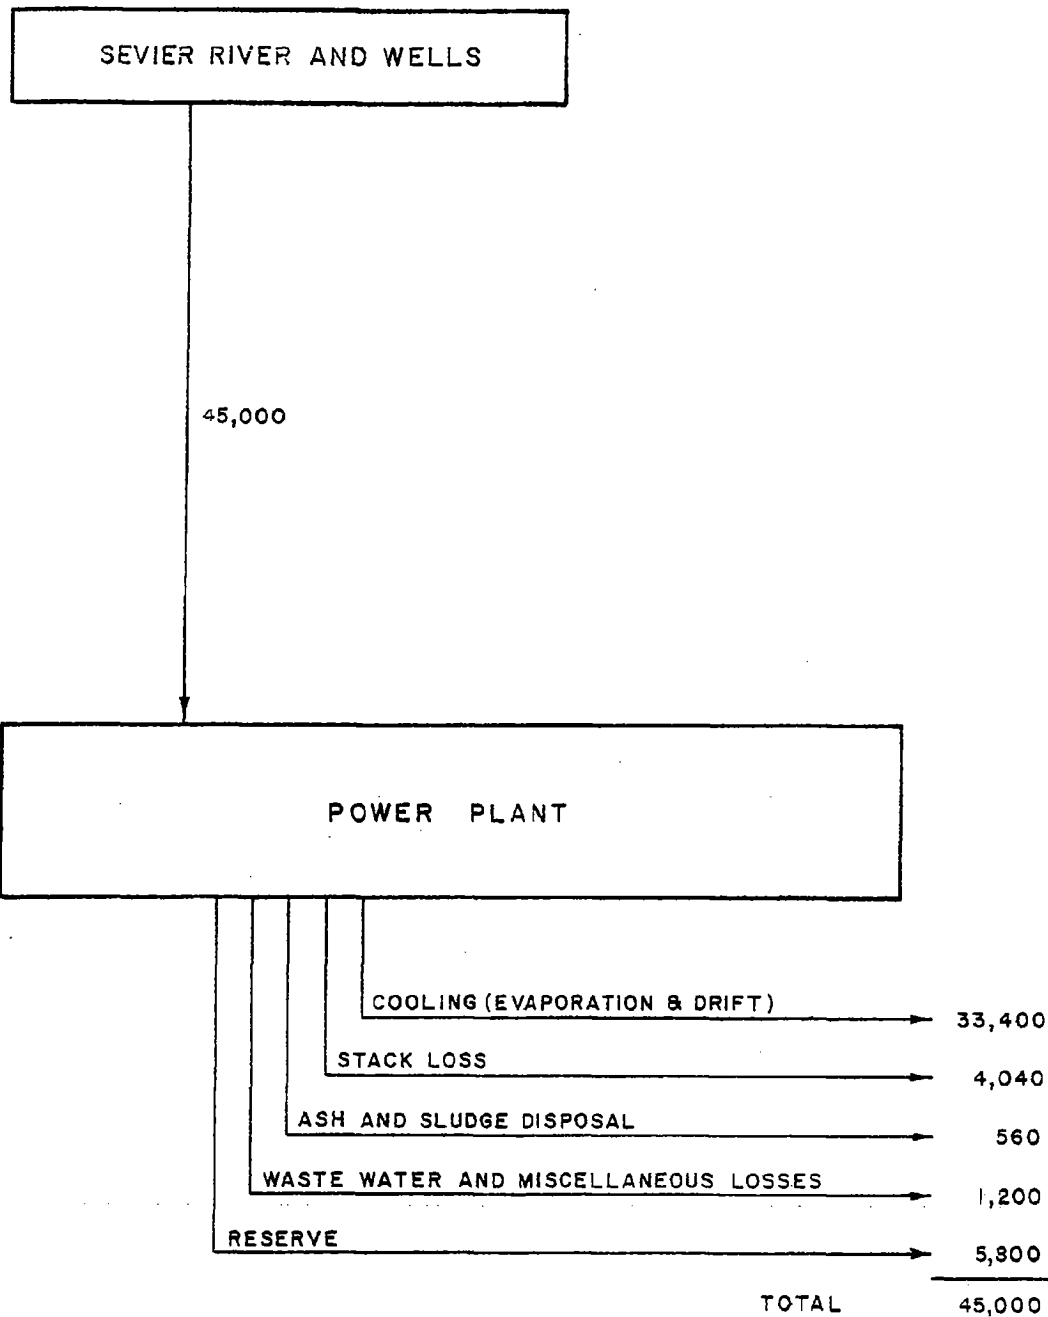 SEVIER RIVER AND WELLS
45,000
POWER PLANT
COOLING (EVAPORATION & DRIFT) 33,400
STACK LOSS 4,040
ASH AND SLUDGE DISPOSAL 560
WASTE WATER AND MISCELLANEOUS LOSSES 1,200
RESERVE 5,800
TOTAL 45,000